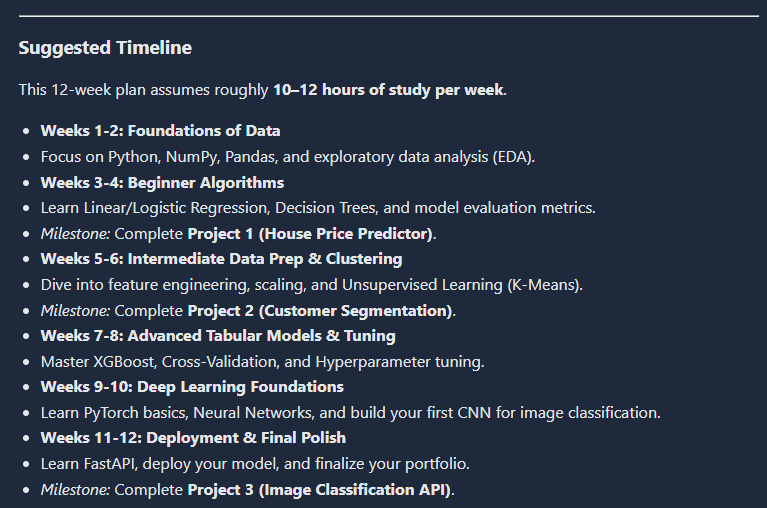 Suggested Timeline
This 12-week plan assumes roughly 10–12 hours of study per week.
• Weeks 1-2: Foundations of Data
• Focus on Python, NumPy, Pandas, and exploratory data analysis (EDA).
• Weeks 3-4: Beginner Algorithms
• Learn Linear/Logistic Regression, Decision Trees, and model evaluation metrics.
• Milestone: Complete Project 1 (House Price Predictor).
• Weeks 5-6: Intermediate Data Prep & Clustering
• Dive into feature engineering, scaling, and Unsupervised Learning (K-Means).
• Milestone: Complete Project 2 (Customer Segmentation).
• Weeks 7-8: Advanced Tabular Models & Tuning
• Master XGBoost, Cross-Validation, and Hyperparameter tuning.
• Weeks 9-10: Deep Learning Foundations
• Learn PyTorch basics, Neural Networks, and build your first CNN for image classification.
• Weeks 11-12: Deployment & Final Polish
• Learn FastAPI, deploy your model, and finalize your portfolio.
• Milestone: Complete Project 3 (Image Classification API).